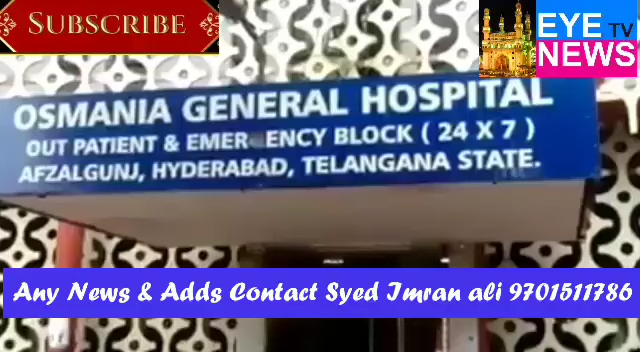 SUBSCRIBE
EYE TV
NEWS
OSMANIA GENERAL HOSPITAL
OUT PATIENT & EMER ENCY BLOCK ( 24 X 7 )
AFZALGUNJ, HYDERABAD, TELANGANA STATE.
Any News & Adds Contact Syed Imran ali 9701511786